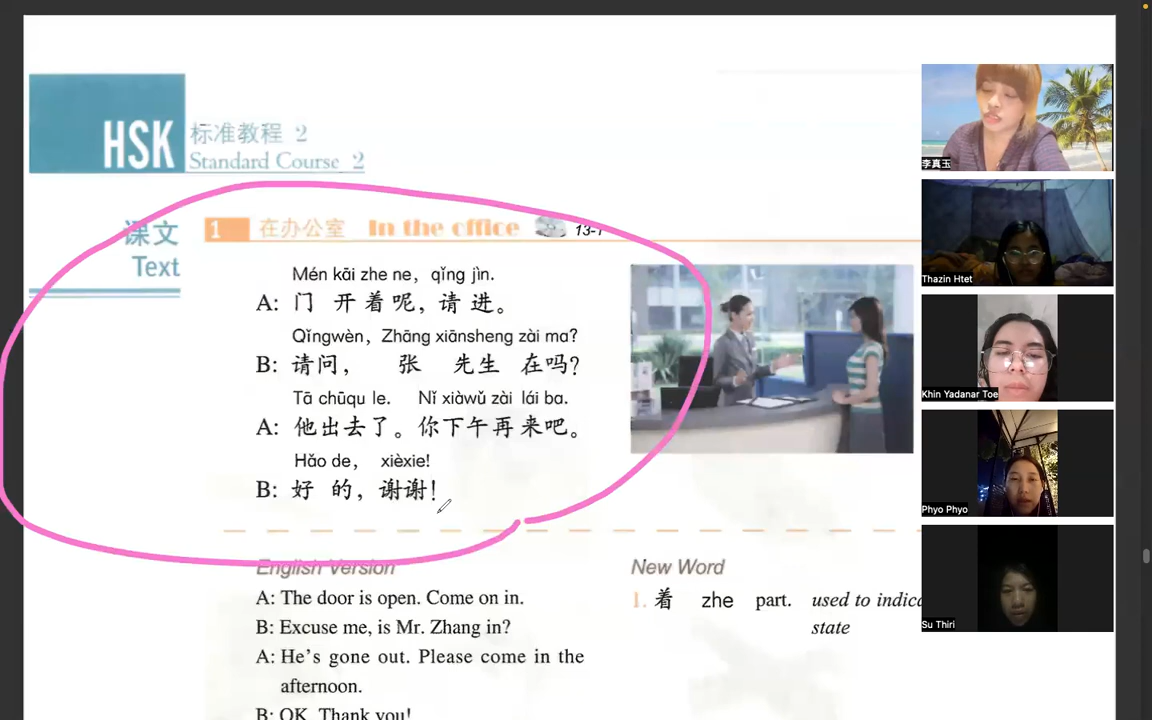 HSK 标准教程 2
Standard Course 2
课文
Text
1 在办公室 In the office 13-1
Mén kāi zhe ne, qǐng jìn.
A: 门 开 着 呢, 请 进。
Qǐngwèn, Zhāng xiānsheng zài ma?
B: 请问, 张 先生 在吗?
Tā chūqu le. Nǐ xiàwǔ zài lái ba.
A: 他出去了。你下午再来吧。
Hǎo de, xièxie!
B: 好 的, 谢谢!
English Version
A: The door is open. Come on in.
B: Excuse me, is Mr. Zhang in?
A: He's gone out. Please come in the
afternoon.
B: OK. Thank you!
New Word
1. 着 zhe part. used to
state
李真玉
Thazin Htet
Khin Yadanar Toe
Phyo Phyo
Su Thiri